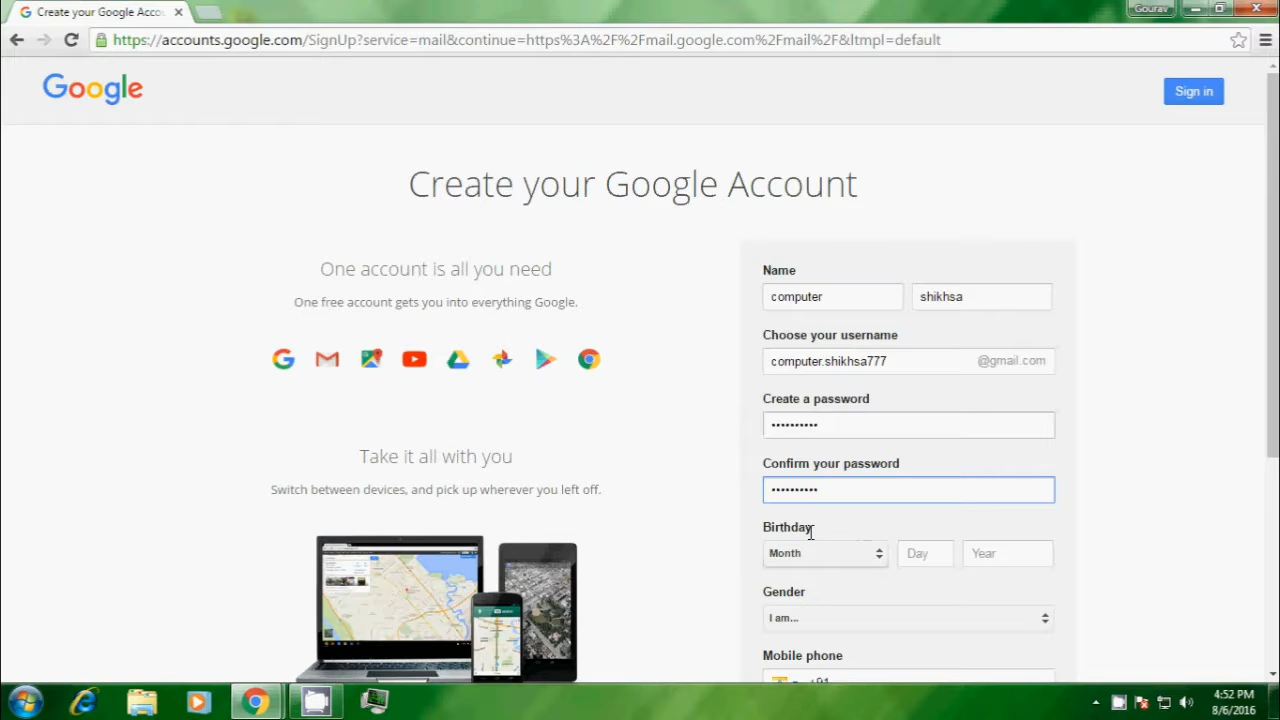 Create your Google Acco
Gourav
https://accounts.google.com/SignUp?service=mail&continue=https%3A%2F%2Fmail.google.com%2Fmail%2F&ltmpl=default
Google
Sign in
Create your Google Account
One account is all you need
One free account gets you into everything Google.
Take it all with you
Switch between devices, and pick up wherever you left off.
Name
computer shikhsa
Choose your username
computer.shikhsa777 @gmail.com
Create a password
••••••••••
Confirm your password
••••••••••
Birthday
Month Day Year
Gender
I am...
Mobile phone
+91
4:52 PM
8/6/2016